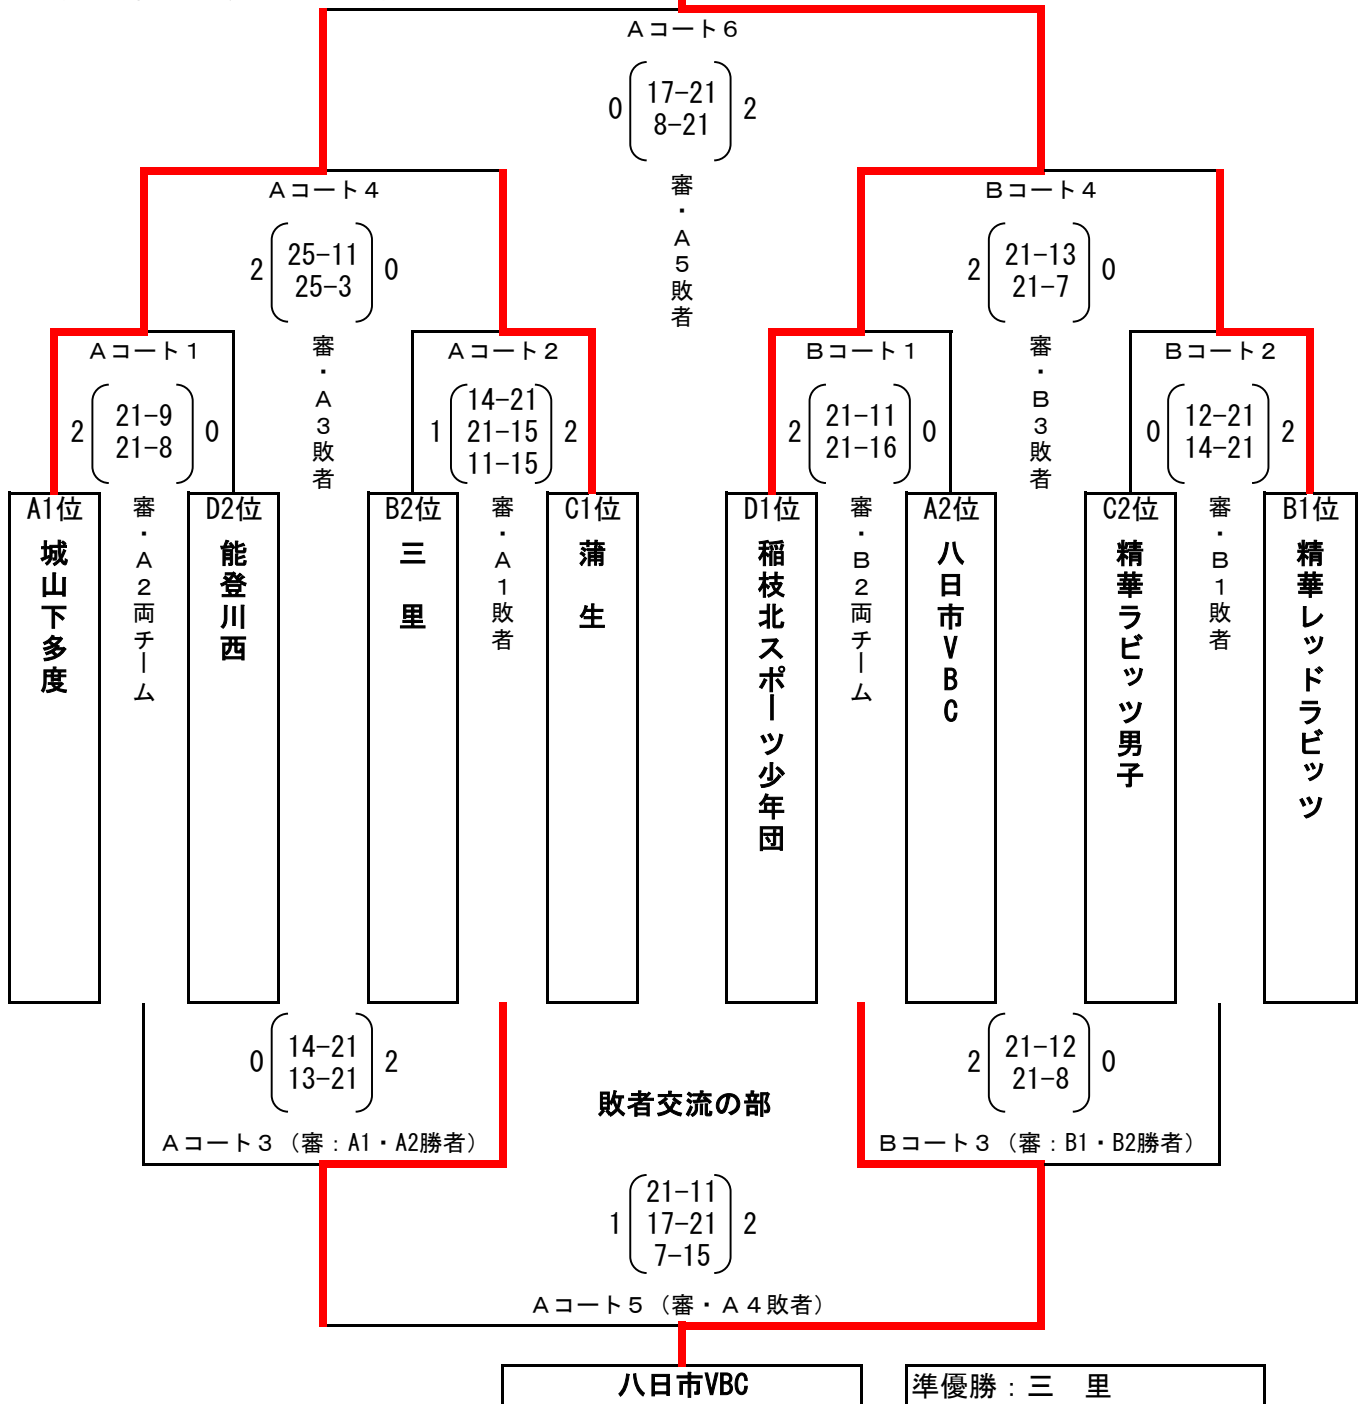 Ａコート６
0 17-21 2
8-21
審・Ａ５敗者
Ａコート４
2 25-11 0
25-3
審・Ａ３敗者
Ｂコート４
2 21-13 0
21-7
審・Ｂ３敗者
Ａコート１
2 21-9 0
21-8
審・Ａ２両チーム
Ａコート２
14-21
1 21-15 2
11-15
審・Ａ１敗者
Ｂコート１
2 21-11 0
21-16
審・Ｂ２両チーム
Ｂコート２
0 12-21 2
14-21
審・Ｂ１敗者
A1位
城山下多度
D2位
能登川西
B2位
三　里
C1位
蒲　生
D1位
稲枝北スポーツ少年団
A2位
八日市VBC
C2位
精華ラビッツ男子
B1位
精華レッドラビッツ
0 14-21 2
13-21
Ａコート３（審：A1・A2勝者）
2 21-12 0
21-8
Ｂコート３（審：B1・B2勝者）
敗者交流の部
21-11
1 17-21 2
7-15
Ａコート５（審・Ａ４敗者）
八日市VBC
準優勝：三　里